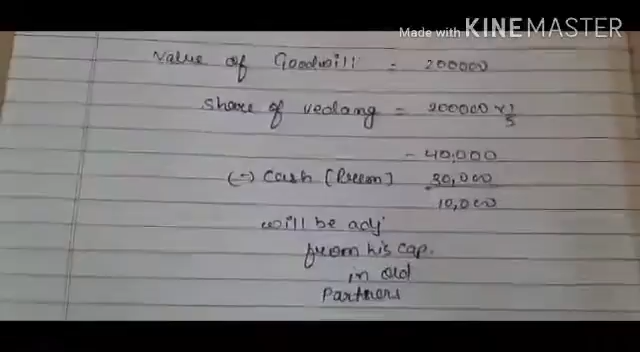 Made with KINEMASTER
Value of Goodwill = 200000
Share of vedang = 200000 x 1/5
- 40,000
(-) Cash (Prem) 30,000
10,000
will be adj
from his cap.
in old
Partners